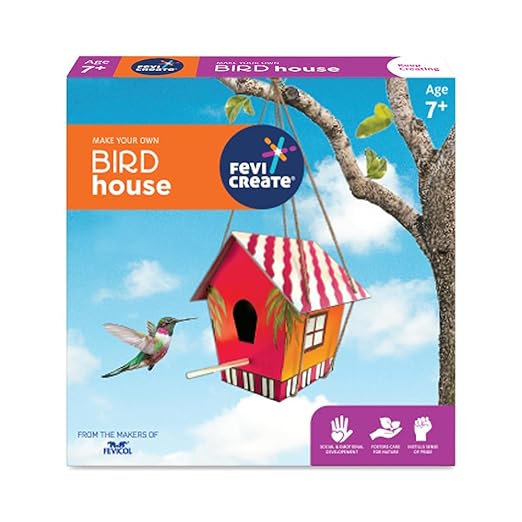 Age
7+
FEVI
CREATE®
MAKE YOUR OWN
BIRD house
Keep
Creating
Age
7+
MAKE YOUR OWN
BIRD
house
FEVI
CREATE®
FROM THE MAKERS OF
FEVICOL
SOCIAL & EMOTIONAL
DEVELOPEMENT
FOSTERS CARE
FOR NATURE
INSTILLS SENSE
OF PRIDE